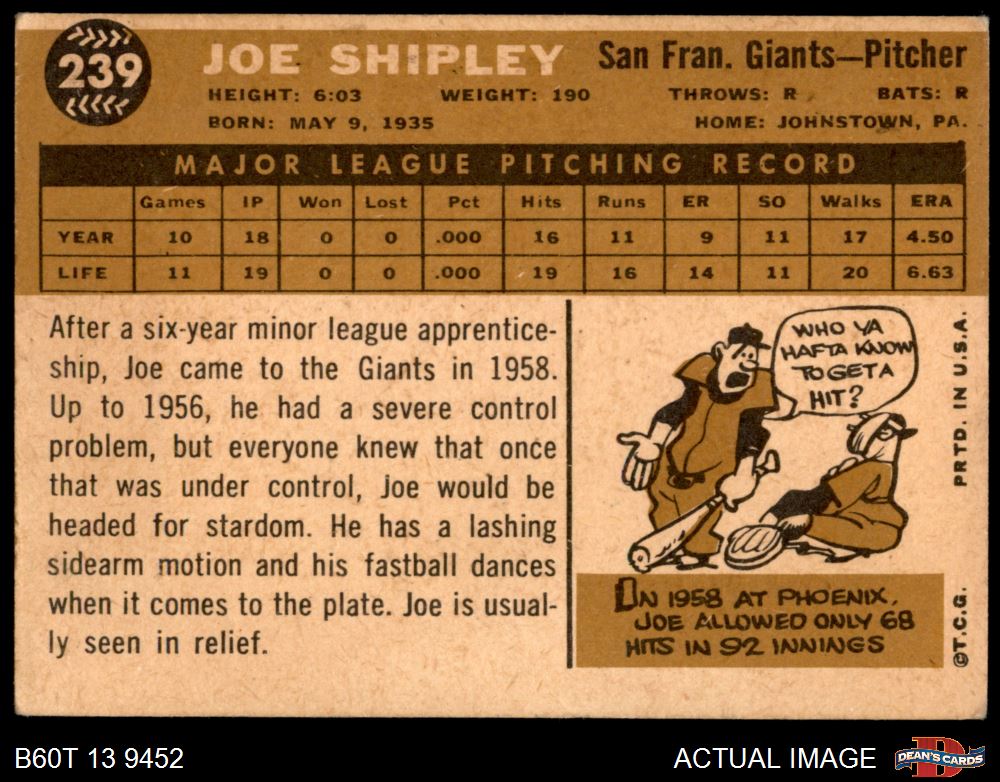 239
JOE SHIPLEY
San Fran. Giants—Pitcher
HEIGHT: 6:03 WEIGHT: 190 THROWS: R BATS: R
BORN: MAY 9, 1935 HOME: JOHNSTOWN, PA.
MAJOR LEAGUE PITCHING RECORD
Games IP Won Lost Pct Hits Runs ER SO Walks ERA
YEAR 10 18 0 0 .000 16 11 9 11 17 4.50
LIFE 11 19 0 0 .000 19 16 14 11 20 6.63
After a six-year minor league apprentice-
ship, Joe came to the Giants in 1958.
Up to 1956, he had a severe control
problem, but everyone knew that once
that was under control, Joe would be
headed for stardom. He has a lashing
sidearm motion and his fastball dances
when it comes to the plate. Joe is usual-
ly seen in relief.
WHO YA
HAFTA KNOW
TO GET A
HIT?
IN 1958 AT PHOENIX,
JOE ALLOWED ONLY 68
HITS IN 92 INNINGS
PRTD. IN U.S.A.
©T.C.G.
B60T 13 9452
ACTUAL IMAGE
D
DEAN'S CARDS